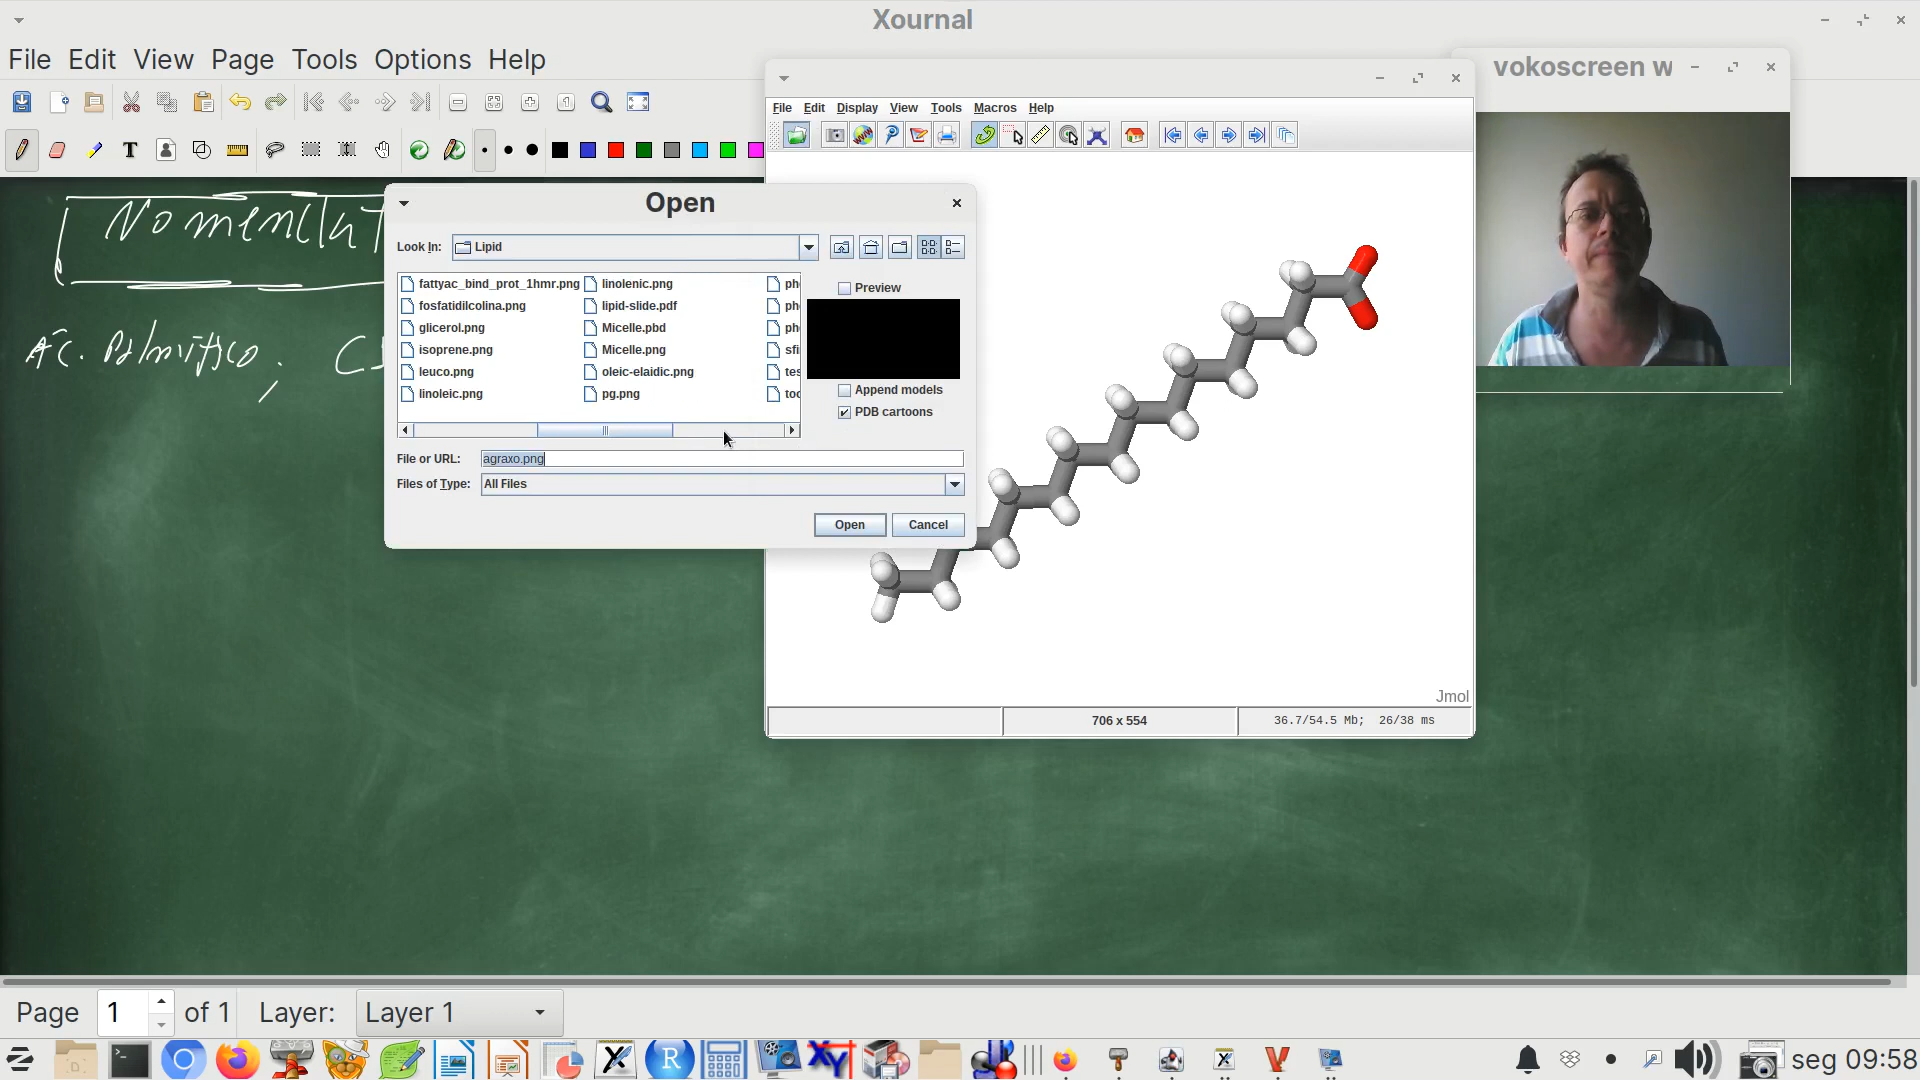 Xournal
File Edit View Page Tools Options Help
vokoscreen w
File Edit Display View Tools Macros Help
Open
Look In: Lipid
fattyac_bind_prot_1hmr.png
fosfatidilcolina.png
glicerol.png
isoprene.png
leuco.png
linoleic.png
linolenic.png
lipid-slide.pdf
Micelle.pbd
Micelle.png
oleic-elaidic.png
pg.png
Preview
Append models
PDB cartoons
File or URL: agraxo.png
Files of Type: All Files
Open Cancel
Ác. Palmítico;
Jmol
706 x 554
36.7/54.5 Mb; 26/38 ms
Page 1 of 1 Layer: Layer 1
seg 09:58